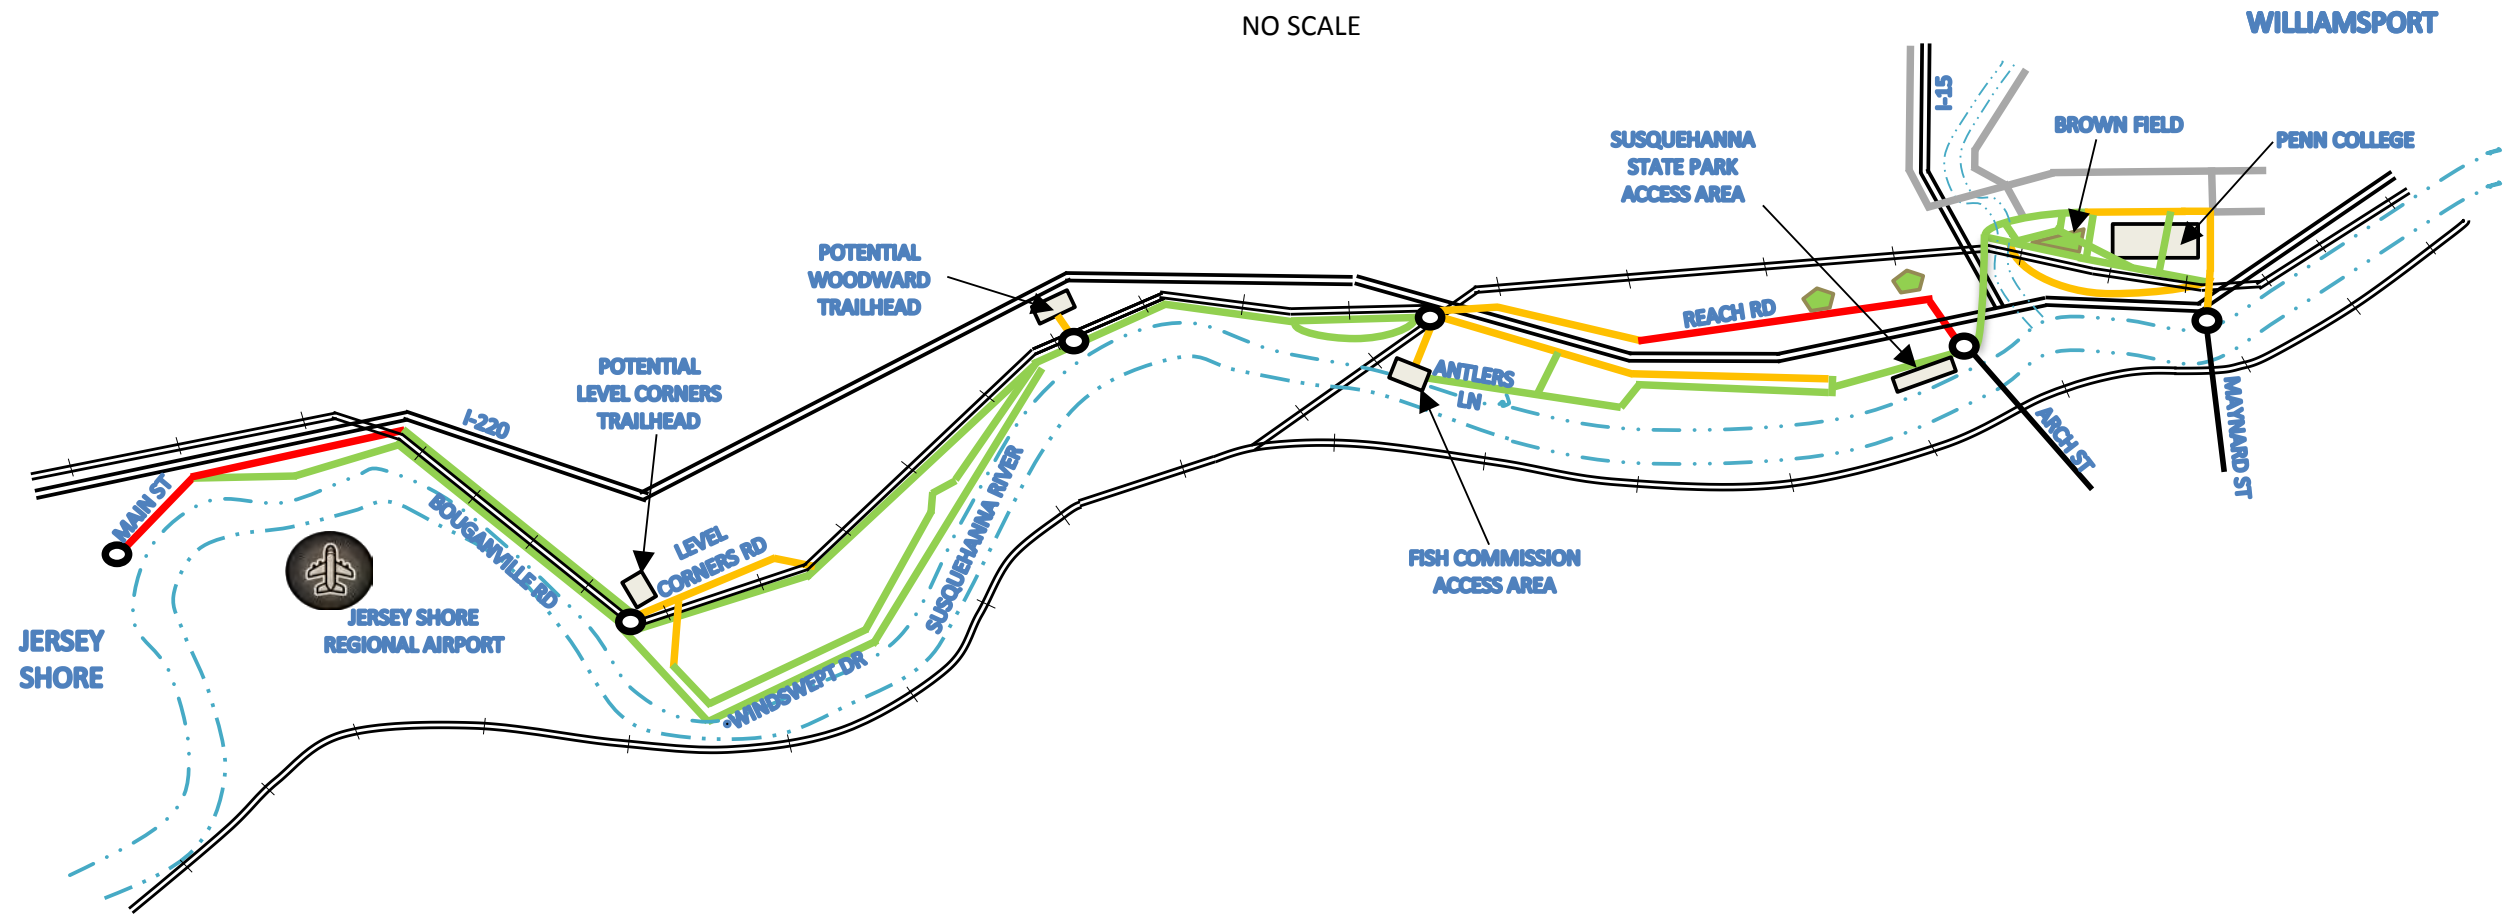 NO SCALE
WILLIAMSPORT
I-15
BROWN FIELD
PENN COLLEGE
SUSQUEHANNA
STATE PARK
ACCESS AREA
POTENTIAL
WOODWARD
TRAILHEAD
REACH RD
POTENTIAL
LEVEL CORNERS
TRAILHEAD
ANTLERS
LN
I-220
MAIN ST
BOUGANVILLE RD
LEVEL
CORNERS RD
SUSQUEHANNA RIVER
ARCH ST
MAYNARD ST
FISH COMMISSION
ACCESS AREA
JERSEY SHORE
REGIONAL AIRPORT
JERSEY
SHORE
WINDSWEPT DR